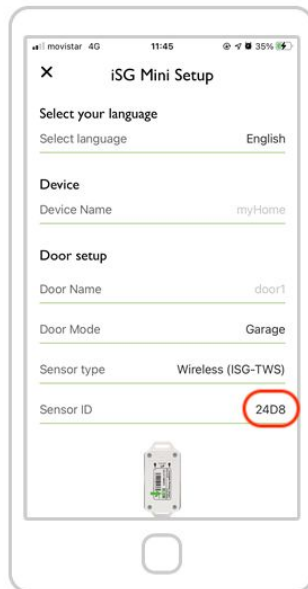 movistar 4G 11:45 35%
iSG Mini Setup
Select your language
Select language English
Device
Device Name myHome
Door setup
Door Name door1
Door Mode Garage
Sensor type Wireless (ISG-TWS)
Sensor ID 24D8